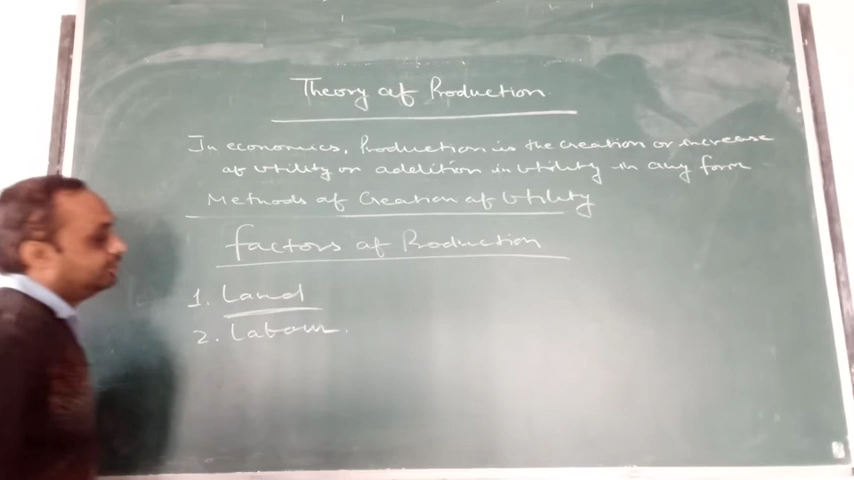 Theory of Production
In economics, Production is the creation or increase
of utility or addition in utility in any form
Methods of Creation of Utility
factors of Production
1. Land
2. Labour.